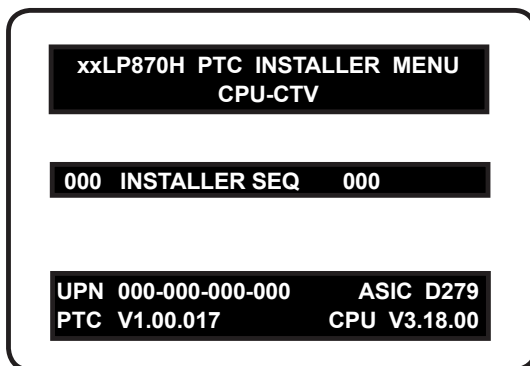 xxLP870H PTC INSTALLER MENU
CPU-CTV
000 INSTALLER SEQ 000
UPN 000-000-000-000 ASIC D279
PTC V1.00.017 CPU V3.18.00